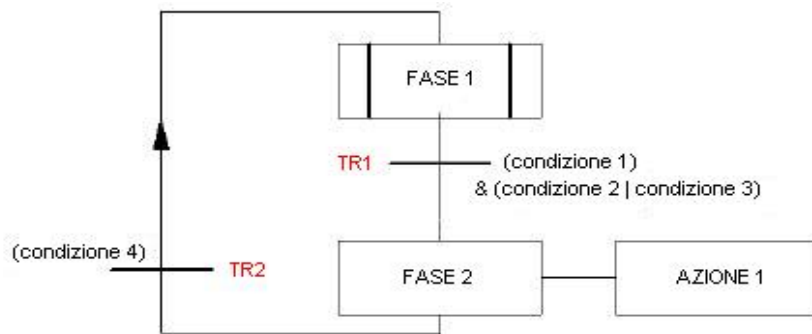 FASE 1
TR1
(condizione 1)
& (condizione 2 | condizione 3)
(condizione 4)
TR2
FASE 2
AZIONE 1